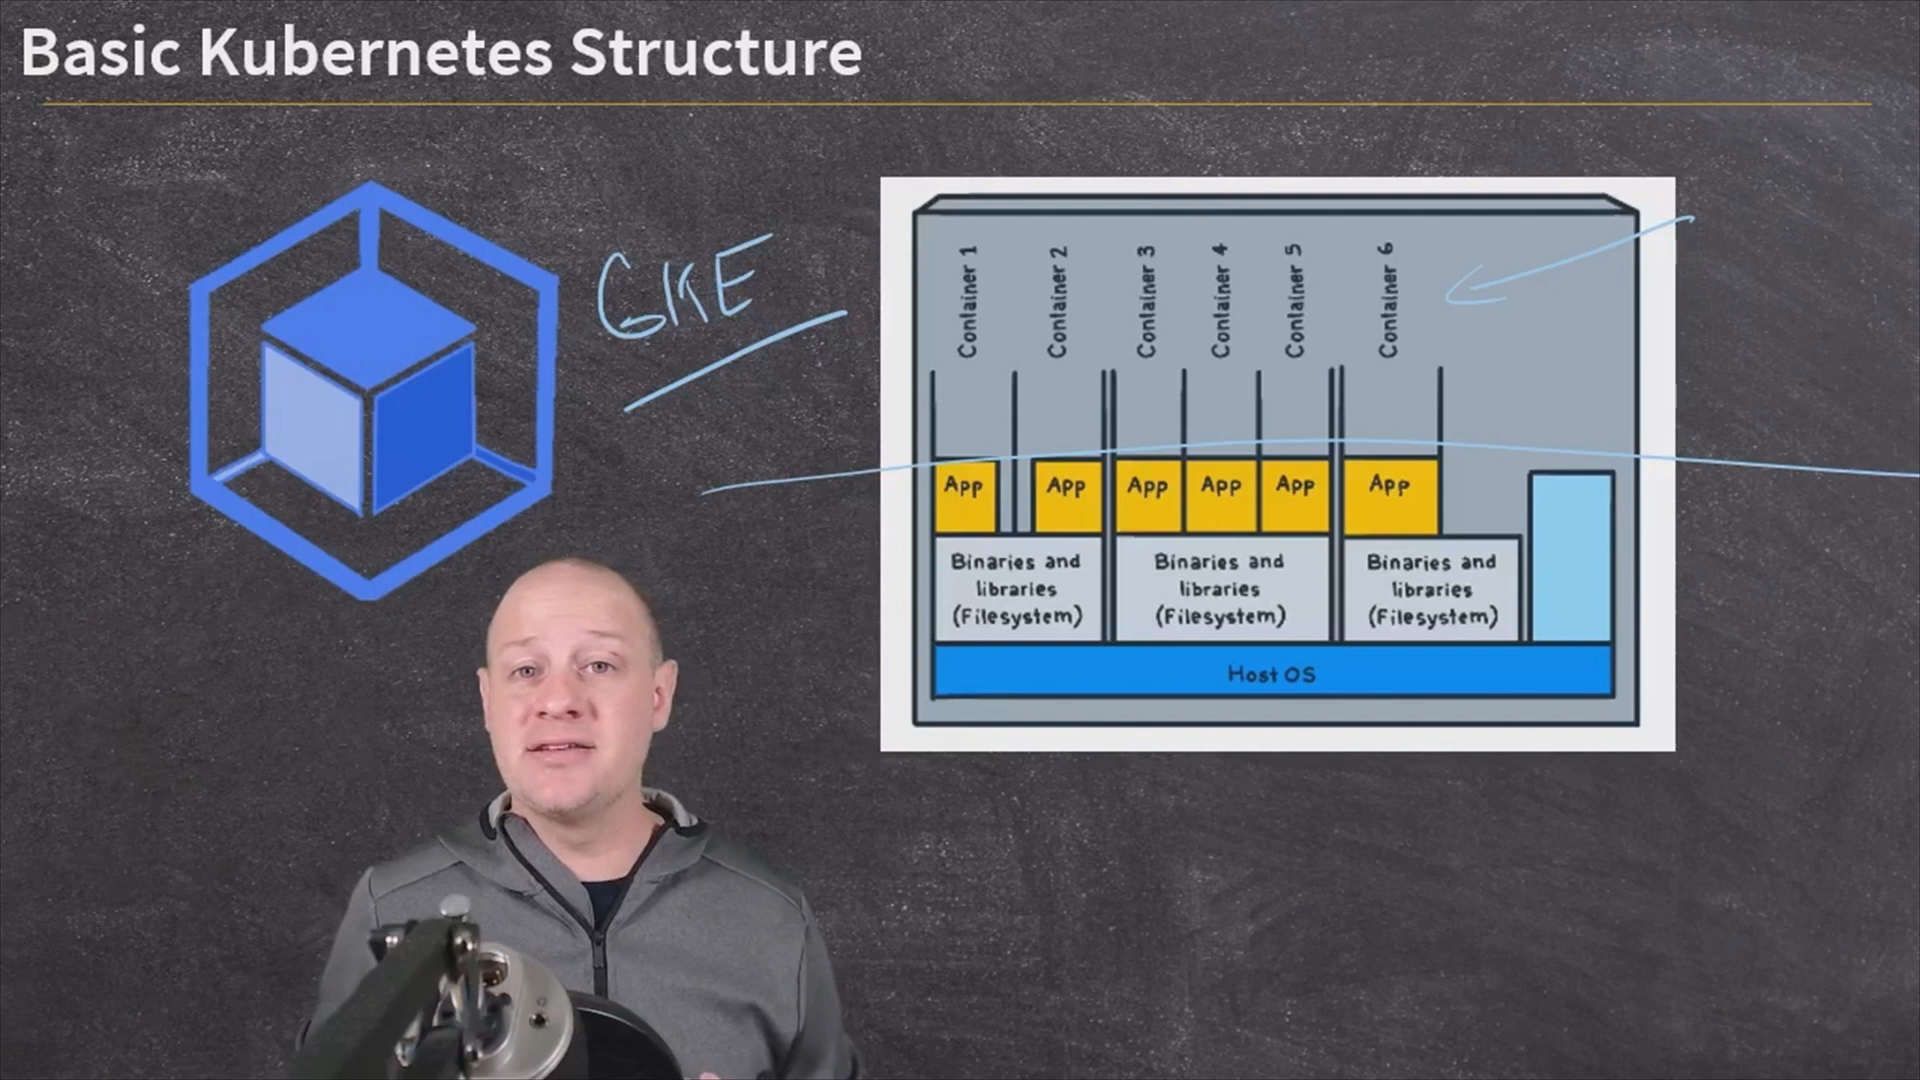 Basic Kubernetes Structure
GKE
Container 1
Container 2
Container 3
Container 4
Container 5
Container 6
App
App
App
App
App
App
Binaries and
libraries
(Filesystem)
Binaries and
libraries
(Filesystem)
Binaries and
libraries
(Filesystem)
Host OS